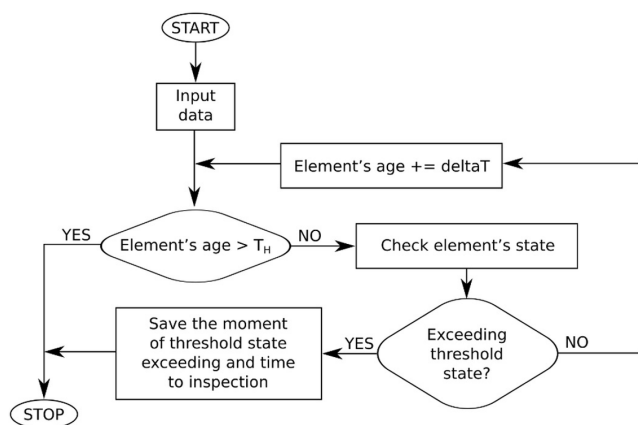 START
Input
data
Element's age += deltaT
YES
Element's age > T_H
NO
Check element's state
Save the moment
of threshold state
exceeding and time
to inspection
YES
Exceeding
threshold
state?
NO
STOP